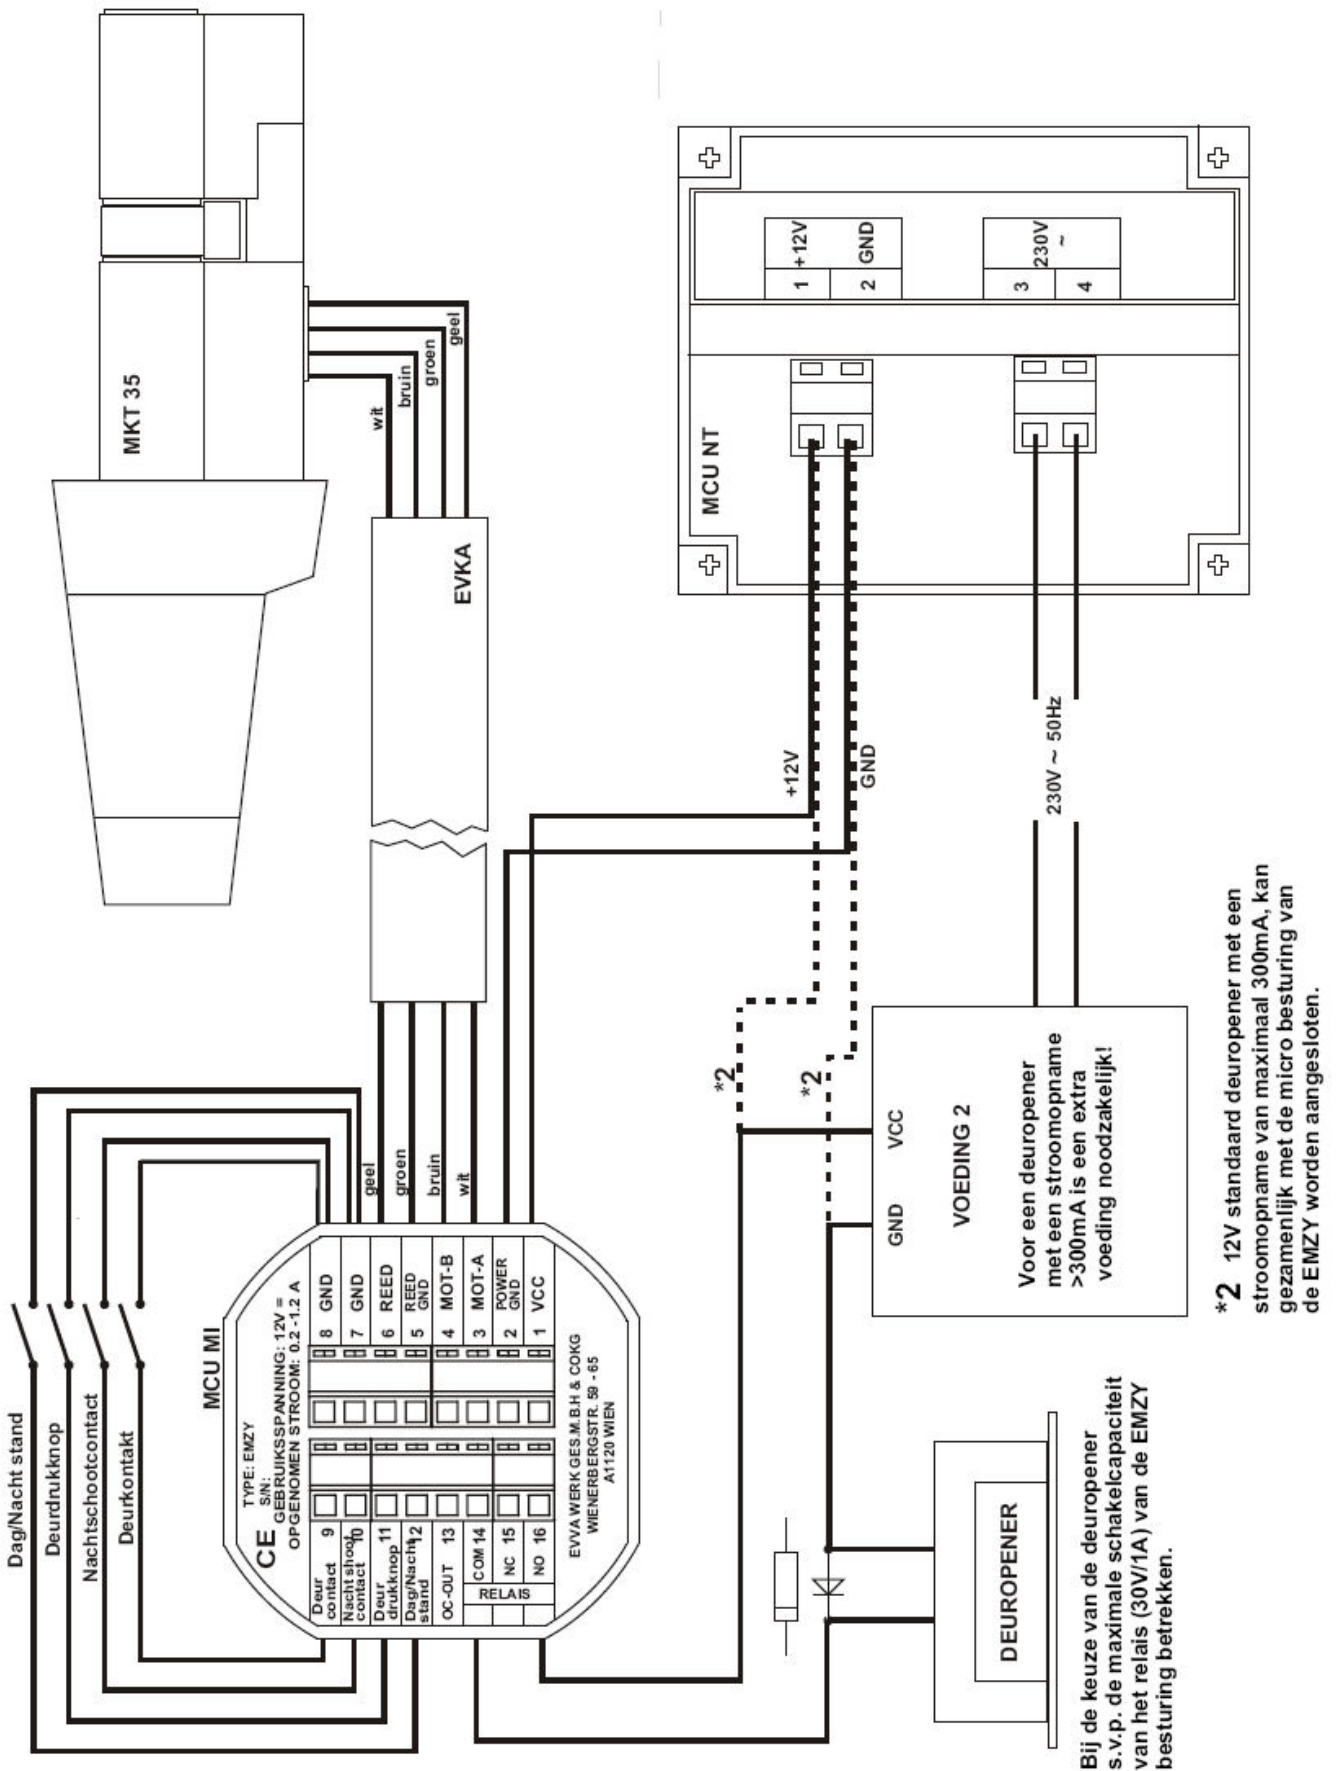 MKT 35
wit
bruin
groen
geel
EVKA
Dag/Nacht stand
Deurdrukknop
Nachtschootcontact
Deurkontakt
geel
groen
bruin
wit
MCU MI
CE
TYPE: EMZY
S/N:
GEBRUIKSSPANNING: 12V =
OPGENOMEN STROOM: 0.2 -1.2 A
8 GND
7 GND
6 REED
5 REED GND
4 MOT-B
3 MOT-A
2 POWER GND
1 VCC
Deur contact 9
Nacht shoot contact 10
Deur drukknop 11
Dag/Nacht stand 12
OC-OUT 13
COM 14
NC 15
NO 16
RELAIS
EVVA WERK GES.M.B.H & COKG
WIENERBERGSTR. 59 - 65
A1120 WIEN
MCU NT
1 +12V
2 GND
3 230V
4 ~
+12V
GND
230V ~ 50Hz
*2
*2
GND
VCC
VOEDING 2
Voor een deuropener
met een stroomopname
>300mA is een extra
voeding noodzakelijk!
DEUROPENER
Bij de keuze van de deuropener
s.v.p. de maximale schakelcapaciteit
van het relais (30V/1A) van de EMZY
besturing betrekken.
*2 12V standaard deuropener met een
stroomopname van maximaal 300mA, kan
gezamenlijk met de micro besturing van
de EMZY worden aangesloten.